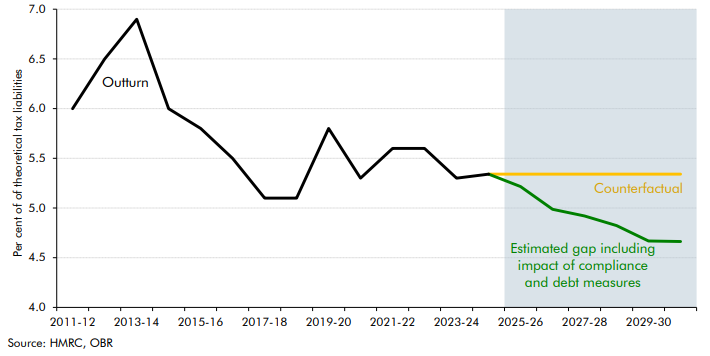 Per cent of of theoretical tax liabilities
7.0
6.5
6.0
5.5
5.0
4.5
4.0
Outturn
Counterfactual
Estimated gap including
impact of compliance
and debt measures
2011-12 2013-14 2015-16 2017-18 2019-20 2021-22 2023-24 2025-26 2027-28 2029-30
Source: HMRC, OBR